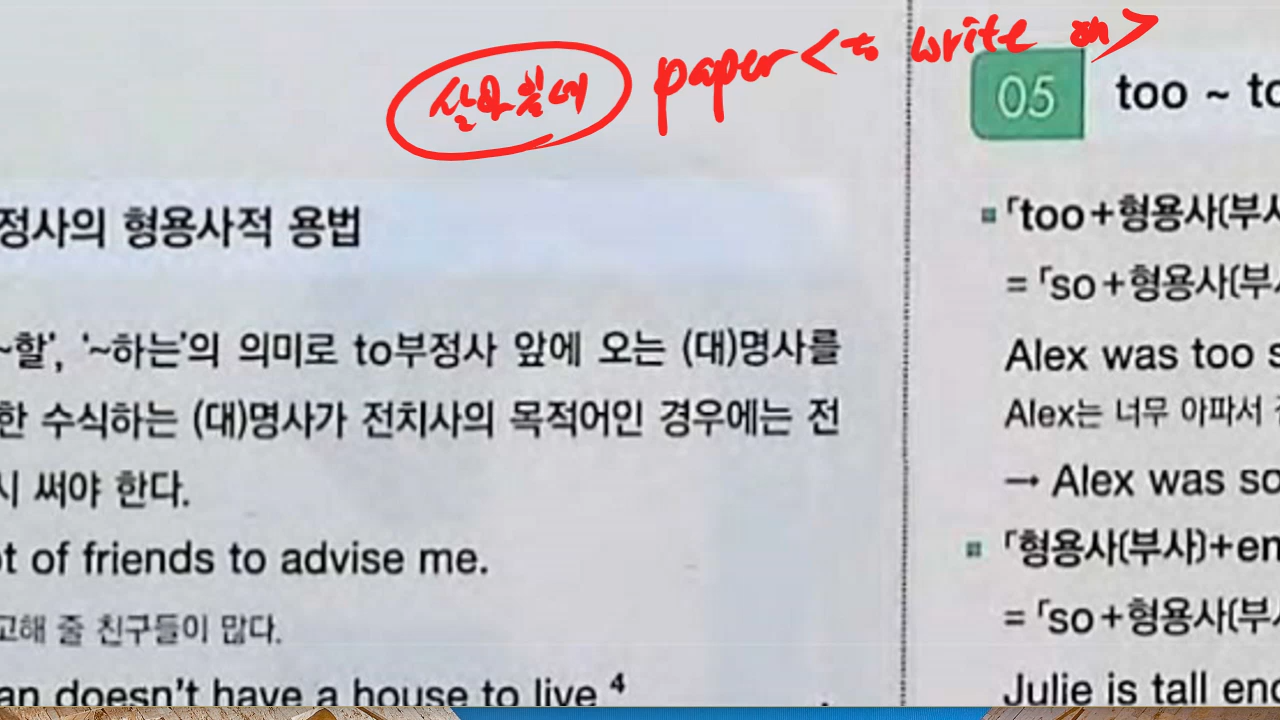 paper <to write on>
정사의 형용사적 용법
~할’, ‘~하는’의 의미로 to부정사 앞에 오는 (대)명사를
한 수식하는 (대)명사가 전치사의 목적어인 경우에는 전
시 써야 한다.
ot of friends to advise me.
고해 줄 친구들이 많다.
an doesn't have a house to live 4
05 too ~ to
「too+형용사(부사
= 「so+형용사(부사
Alex was too s
Alex는 너무 아파서
→ Alex was so
「형용사(부사)+en
= 「so+형용사(부사
Julie is tall eno